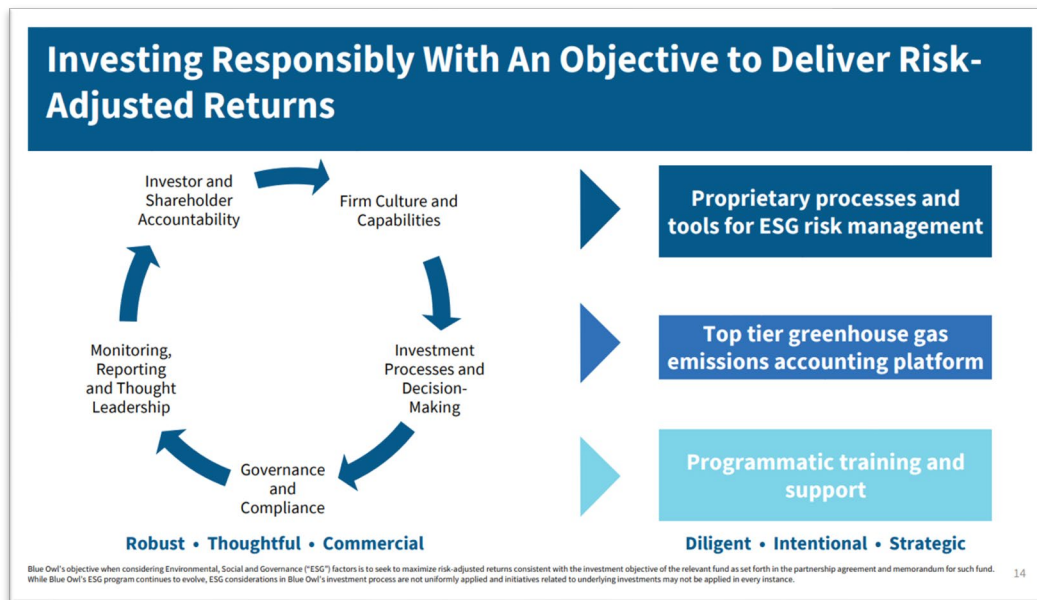 Investing Responsibly With An Objective to Deliver Risk-
Adjusted Returns
Investor and
Shareholder
Accountability
Firm Culture and
Capabilities
Investment
Processes and
Decision-
Making
Governance
and
Compliance
Monitoring,
Reporting
and Thought
Leadership
Robust • Thoughtful • Commercial
Proprietary processes and
tools for ESG risk management
Top tier greenhouse gas
emissions accounting platform
Programmatic training and
support
Diligent • Intentional • Strategic
Blue Owl's objective when considering Environmental, Social and Governance ("ESG") factors is to seek to maximize risk-adjusted returns consistent with the investment objective of the relevant fund as set forth in the partnership agreement and memorandum for such fund.
While Blue Owl's ESG program continues to evolve, ESG considerations in Blue Owl's investment process are not uniformly applied and initiatives related to underlying investments may not be applied in every instance.
14